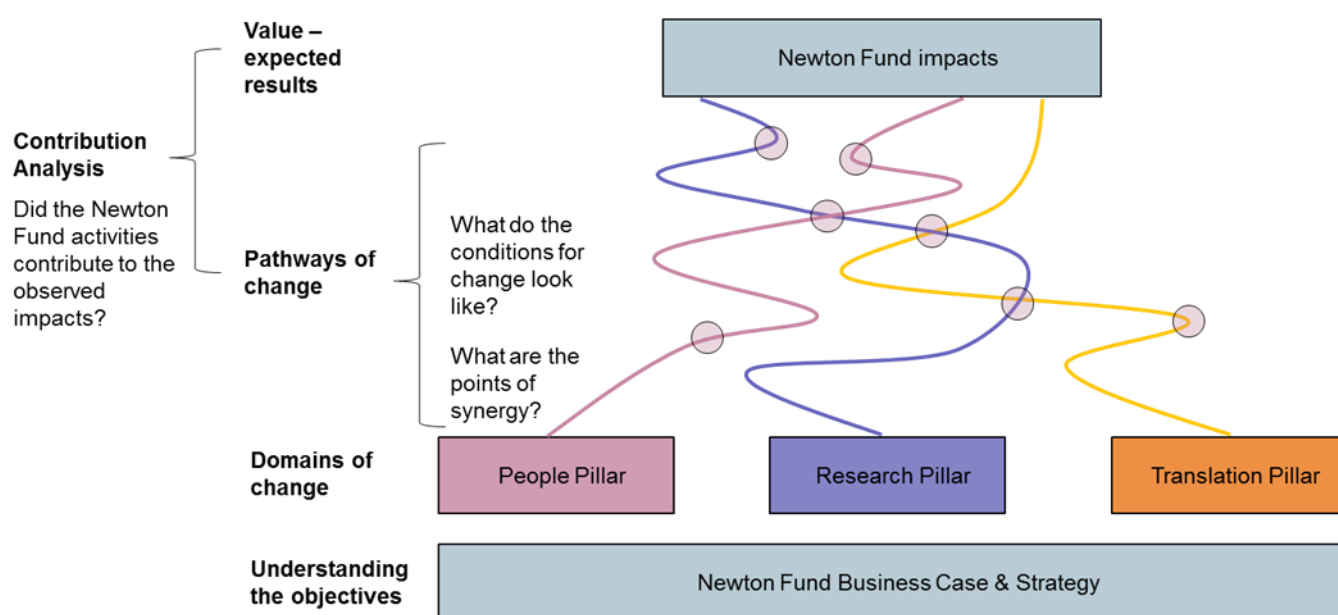 Value –
expected
results
Newton Fund impacts
Contribution
Analysis
Did the Newton
Fund activities
contribute to the
observed
impacts?
Pathways of
change
What do the
conditions for
change look
like?
What are the
points of
synergy?
Domains of
change
People Pillar
Research Pillar
Translation Pillar
Understanding
the objectives
Newton Fund Business Case & Strategy